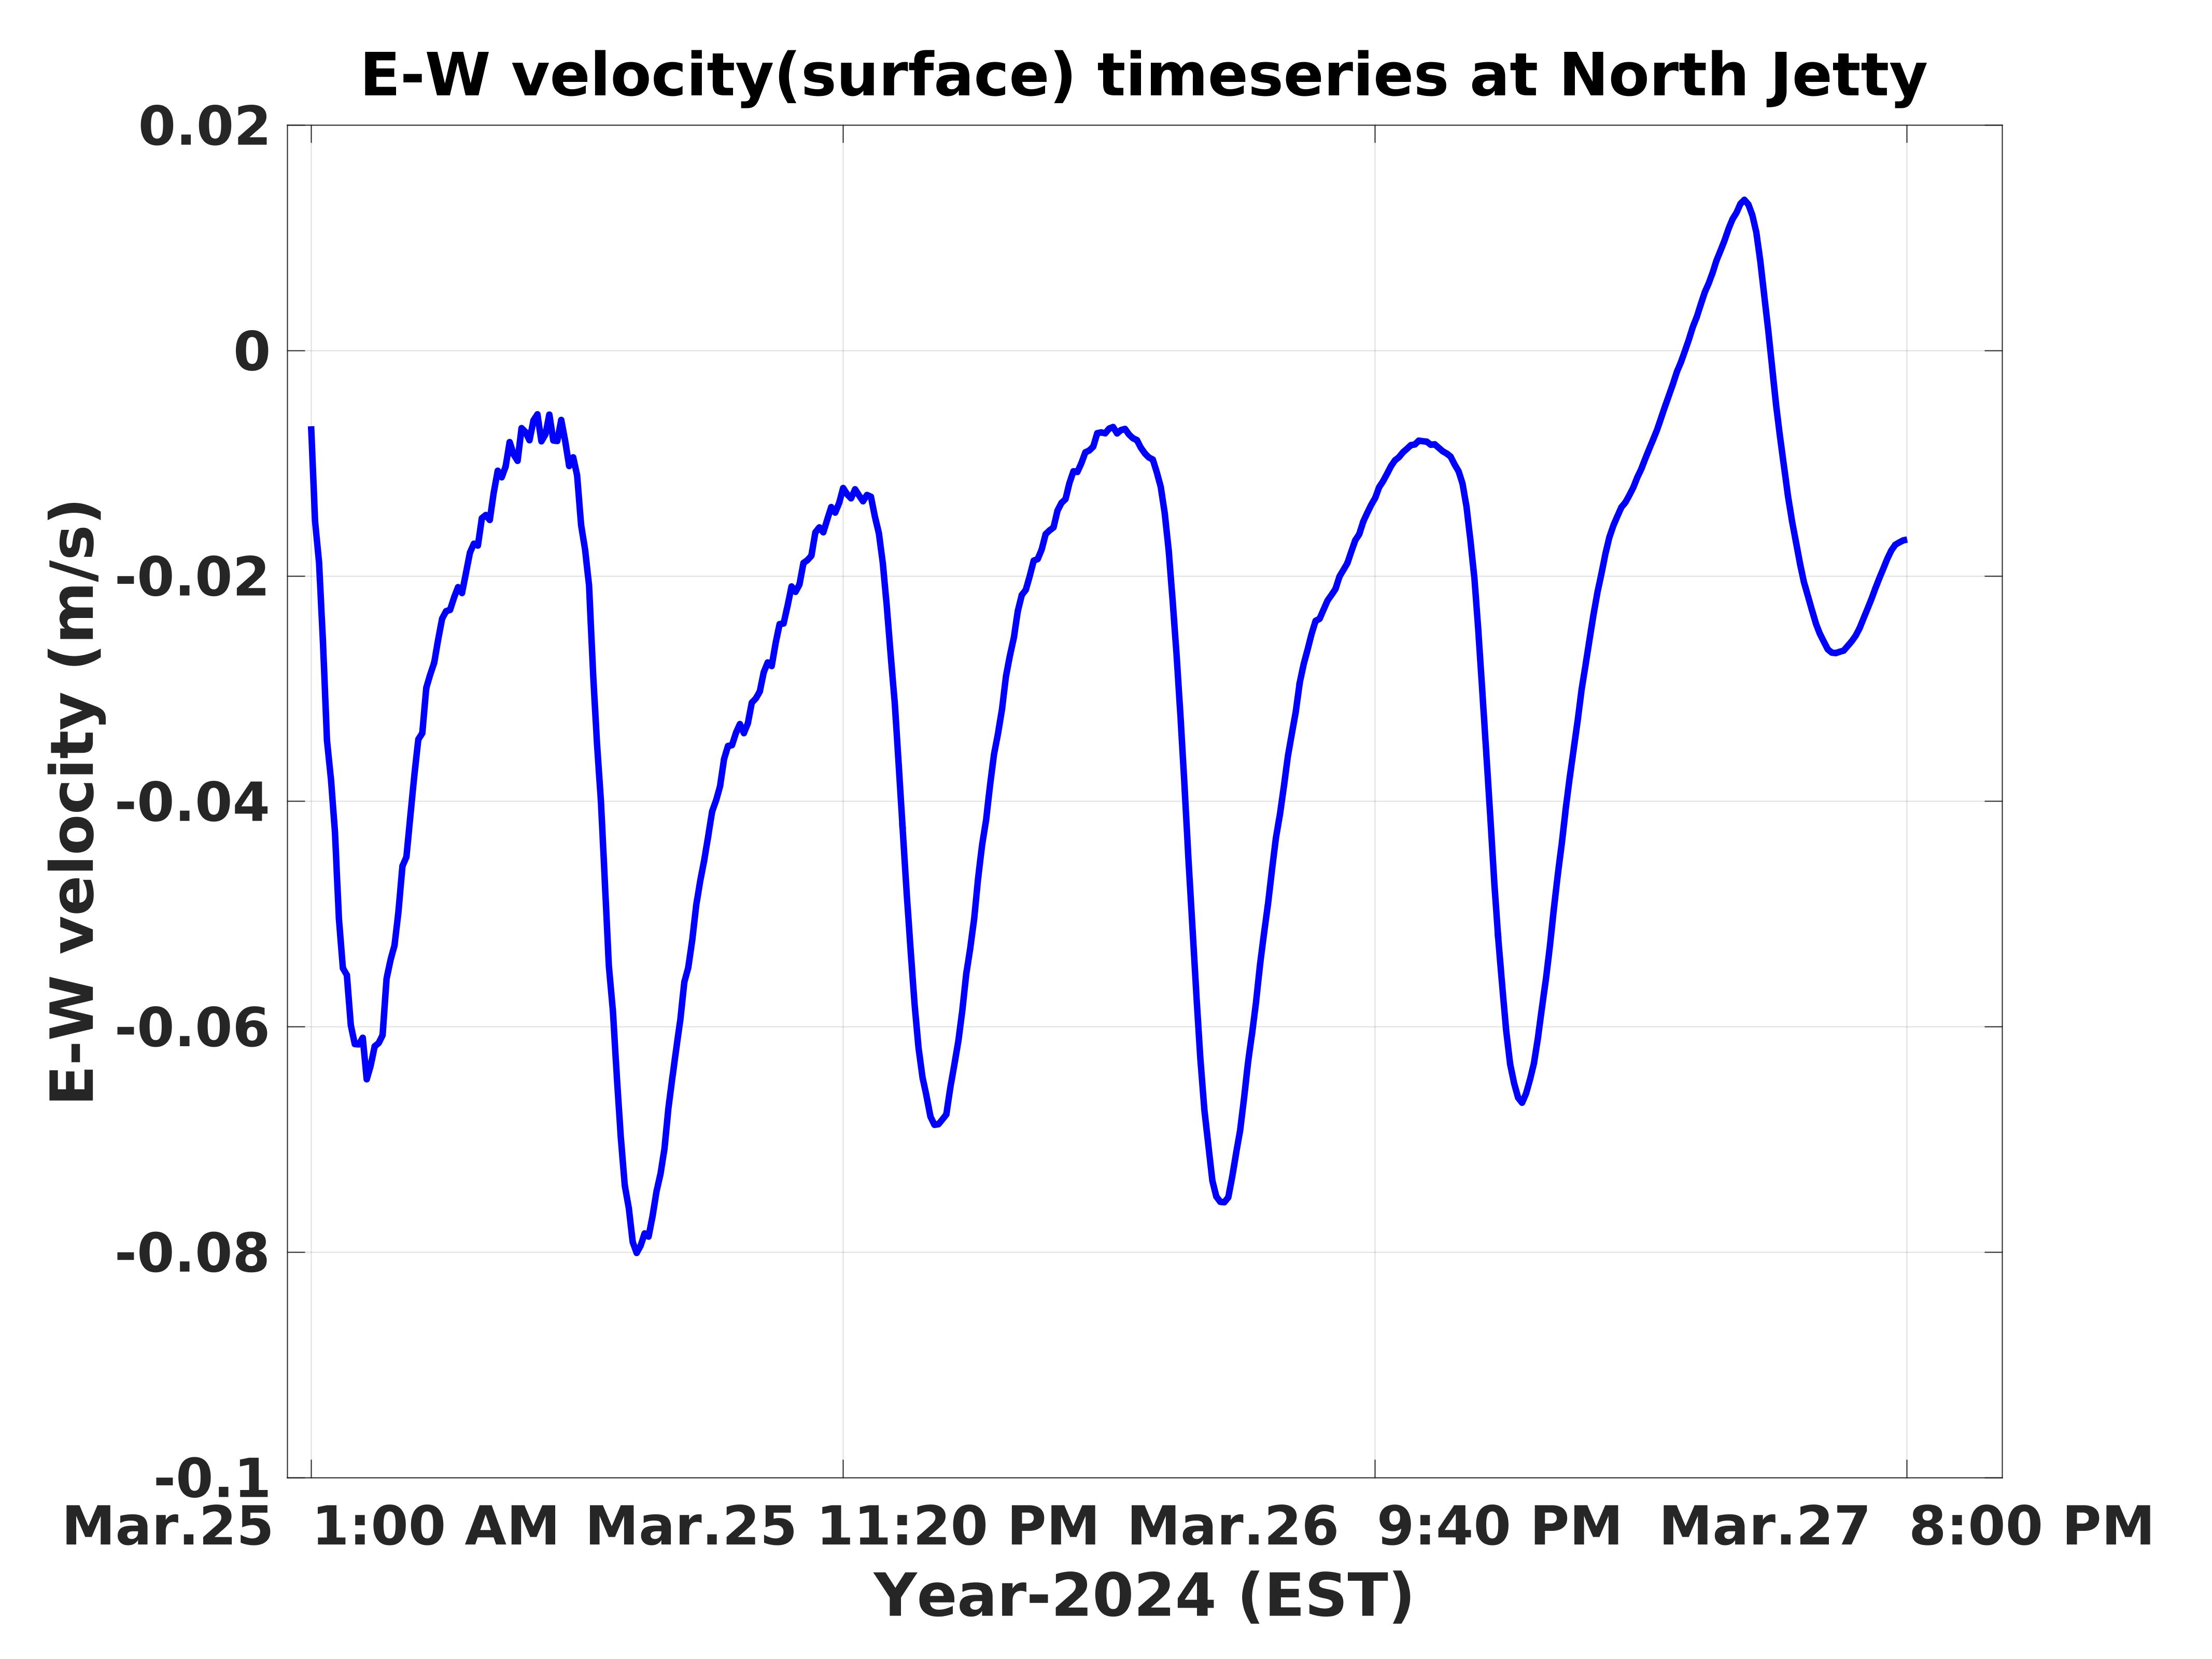 E-W velocity(surface) timeseries at North Jetty
0.02
0
-0.02
-0.04
-0.06
-0.08
-0.1
E-W velocity (m/s)
Mar.25 1:00 AM Mar.25 11:20 PM Mar.26 9:40 PM Mar.27 8:00 PM
Year-2024 (EST)